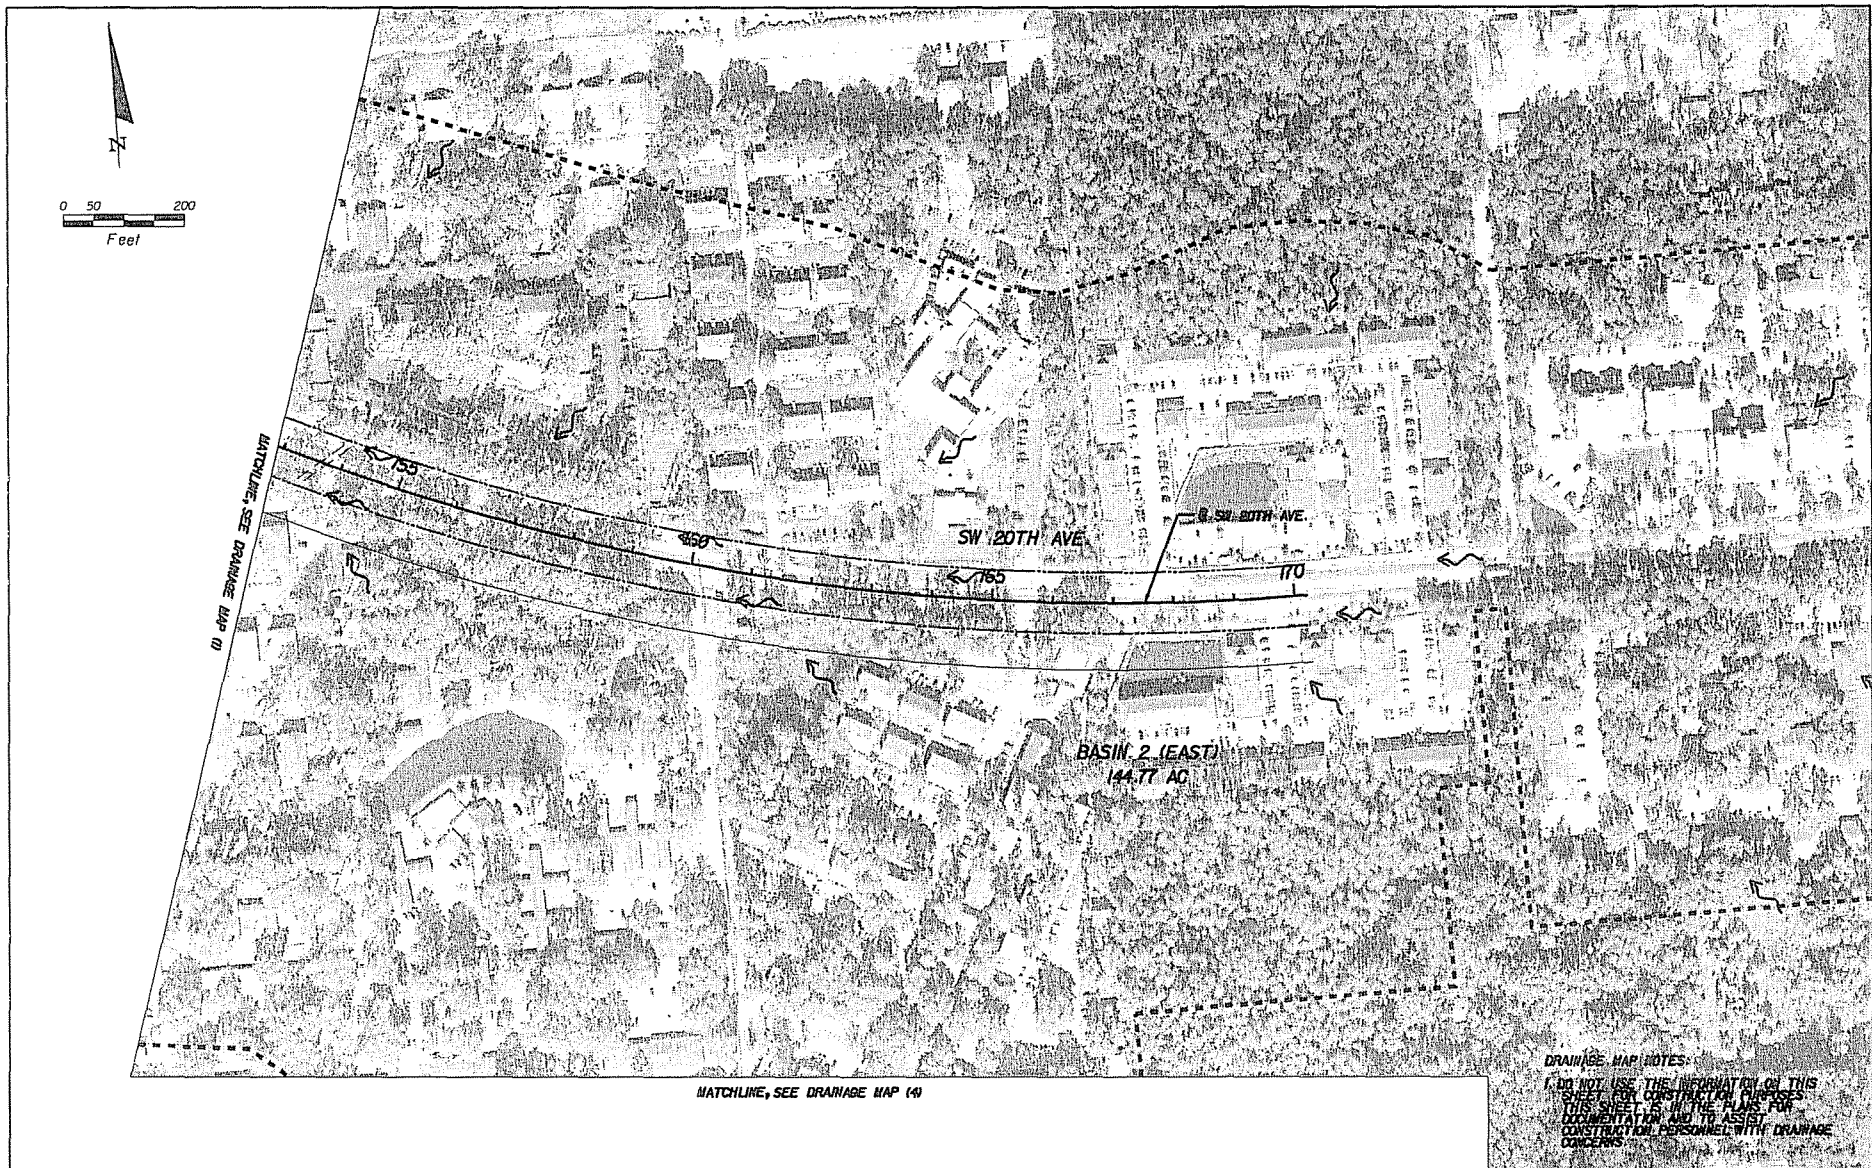 N
0 50 200
Feet
MATCHLINE, SEE DRAINAGE MAP (1)
155
160
SW 20TH AVE.
165
℄ SW 20TH AVE.
170
BASIN 2 (EAST)
144.77 AC
MATCHLINE, SEE DRAINAGE MAP (4)
DRAINAGE MAP NOTES:
1. DO NOT USE THE INFORMATION ON THIS
SHEET FOR CONSTRUCTION PURPOSES
THIS SHEET IS IN THE PLANS FOR
DOCUMENTATION AND TO ASSIST
CONSTRUCTION PERSONNEL WITH DRAINAGE
CONCERNS